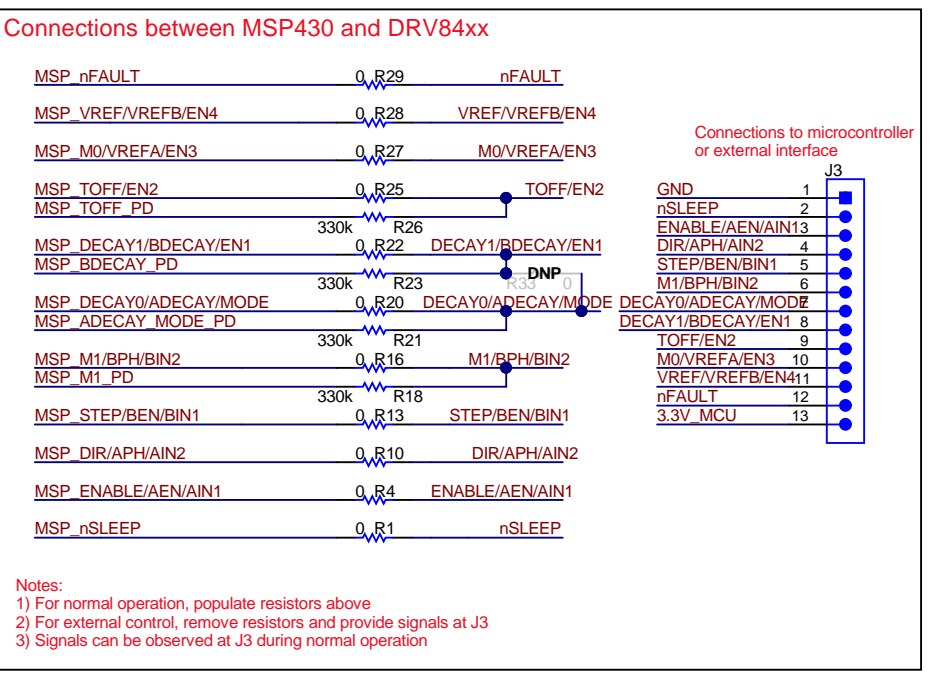 Connections between MSP430 and DRV84xx
MSP_nFAULT 0 R29 nFAULT
MSP_VREF/VREFB/EN4 0 R28 VREF/VREFB/EN4
MSP_M0/VREFA/EN3 0 R27 M0/VREFA/EN3
MSP_TOFF/EN2 0 R25 TOFF/EN2
MSP_TOFF_PD
330k R26
MSP_DECAY1/BDECAY/EN1 0 R22 DECAY1/BDECAY/EN1
MSP_BDECAY_PD
330k R23
DNP
R33 0
MSP_DECAY0/ADECAY/MODE 0 R20 DECAY0/ADECAY/MODE
MSP_ADECAY_MODE_PD
330k R21
MSP_M1/BPH/BIN2 0 R16 M1/BPH/BIN2
MSP_M1_PD
330k R18
MSP_STEP/BEN/BIN1 0 R13 STEP/BEN/BIN1
MSP_DIR/APH/AIN2 0 R10 DIR/APH/AIN2
MSP_ENABLE/AEN/AIN1 0 R4 ENABLE/AEN/AIN1
MSP_nSLEEP 0 R1 nSLEEP
Connections to microcontroller
or external interface
J3
GND 1
nSLEEP 2
ENABLE/AEN/AIN1 3
DIR/APH/AIN2 4
STEP/BEN/BIN1 5
M1/BPH/BIN2 6
DECAY0/ADECAY/MODE 7
DECAY1/BDECAY/EN1 8
TOFF/EN2 9
M0/VREFA/EN3 10
VREF/VREFB/EN4 11
nFAULT 12
3.3V_MCU 13
Notes:
1) For normal operation, populate resistors above
2) For external control, remove resistors and provide signals at J3
3) Signals can be observed at J3 during normal operation